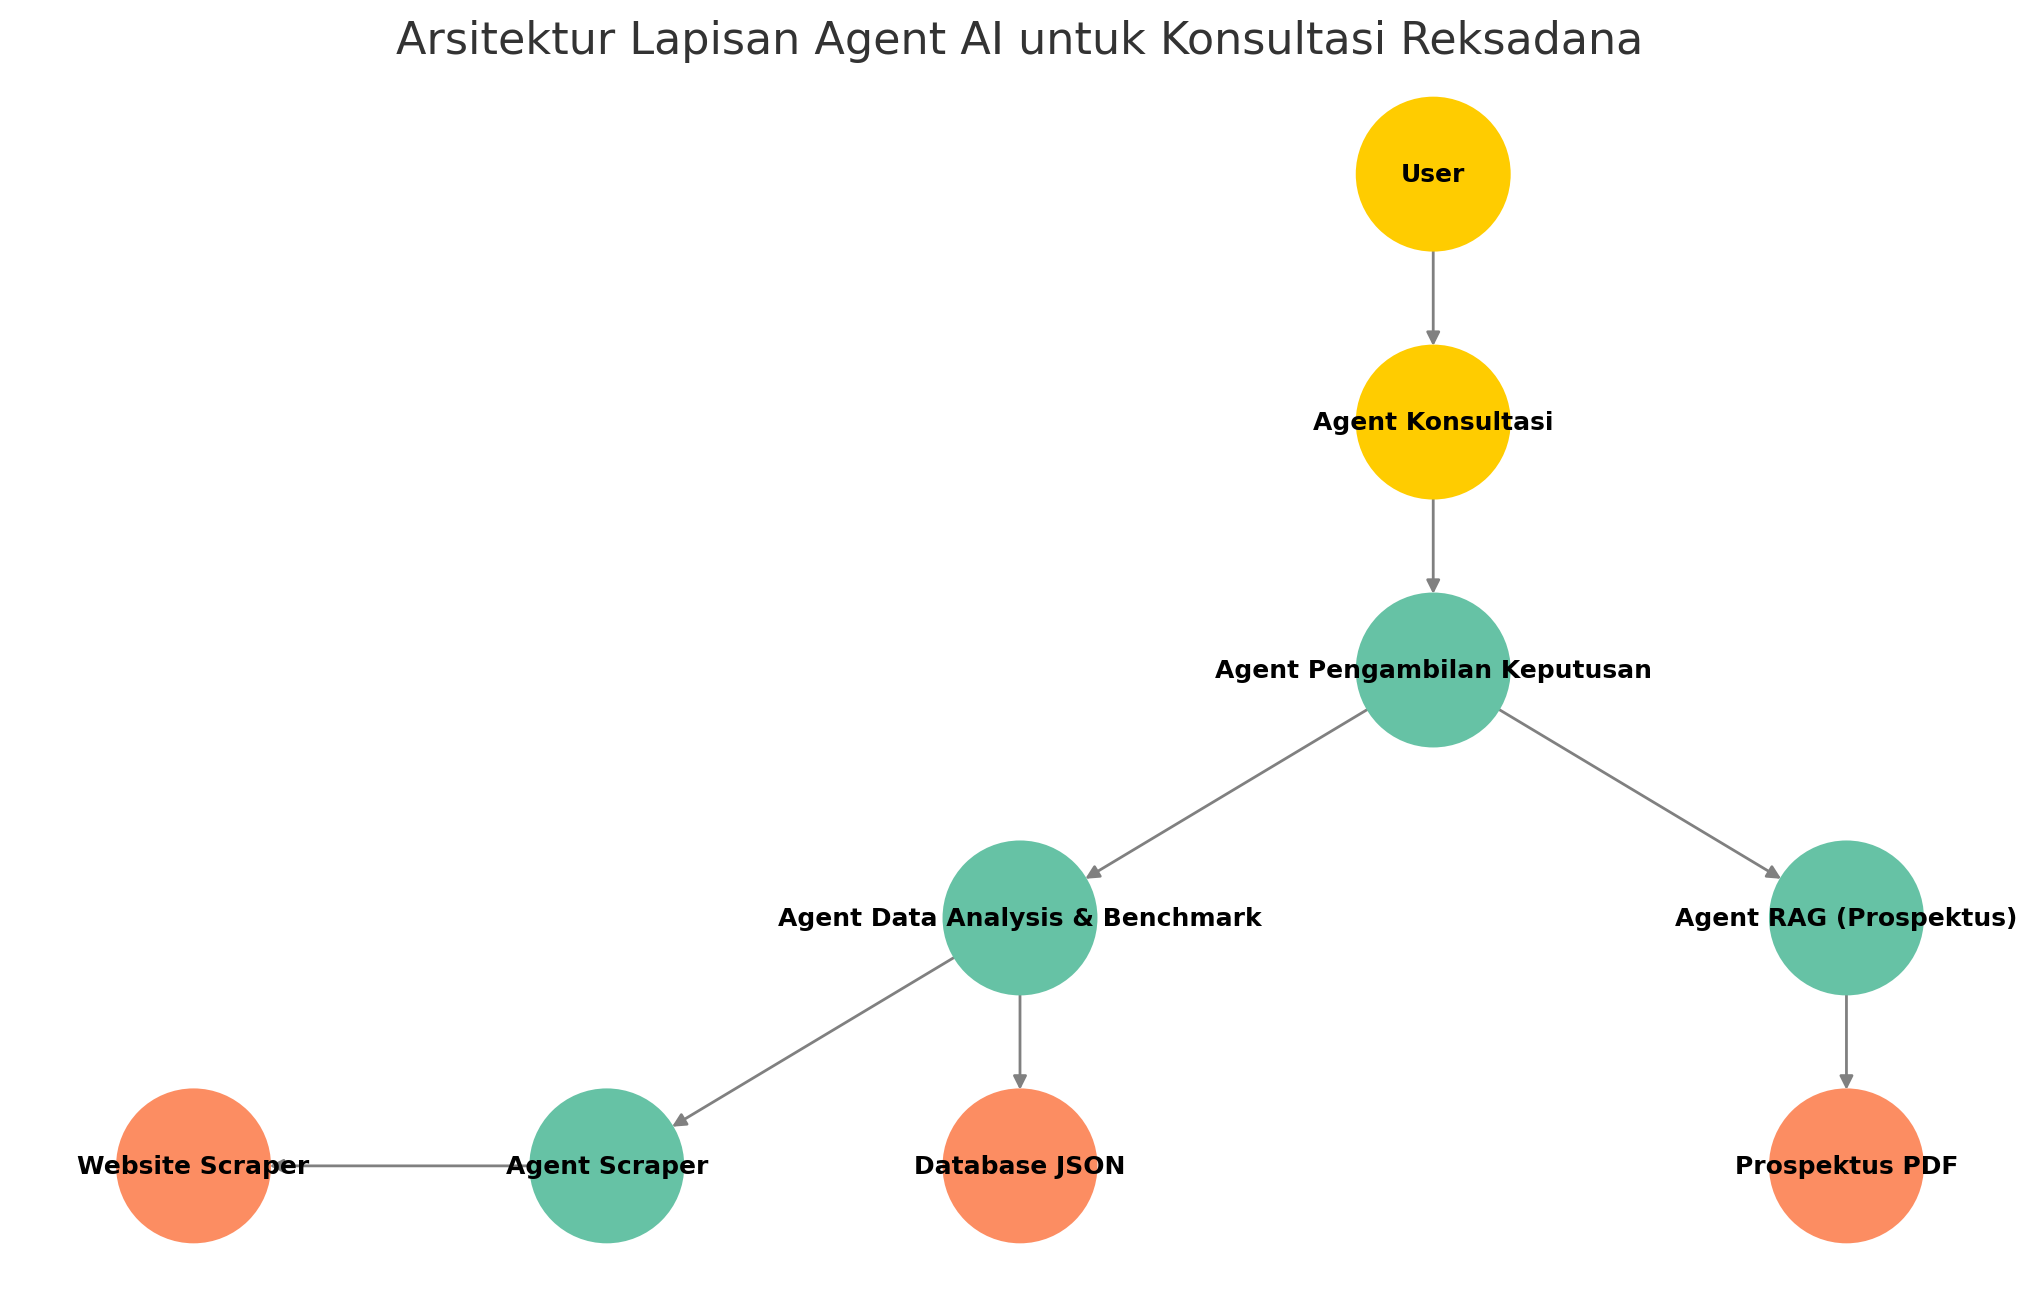 Arsitektur Lapisan Agent AI untuk Konsultasi Reksadana
User
Agent Konsultasi
Agent Pengambilan Keputusan
Agent Data Analysis & Benchmark
Agent RAG (Prospektus)
Website Scraper
Agent Scraper
Database JSON
Prospektus PDF